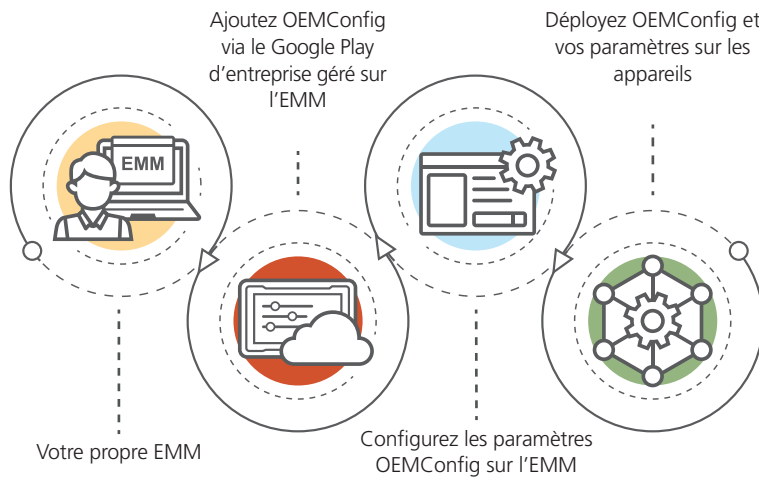 Ajoutez OEMConfig
via le Google Play
d'entreprise géré sur
l'EMM
Déployez OEMConfig et
vos paramètres sur les
appareils
EMM
Votre propre EMM
Configurez les paramètres
OEMConfig sur l'EMM